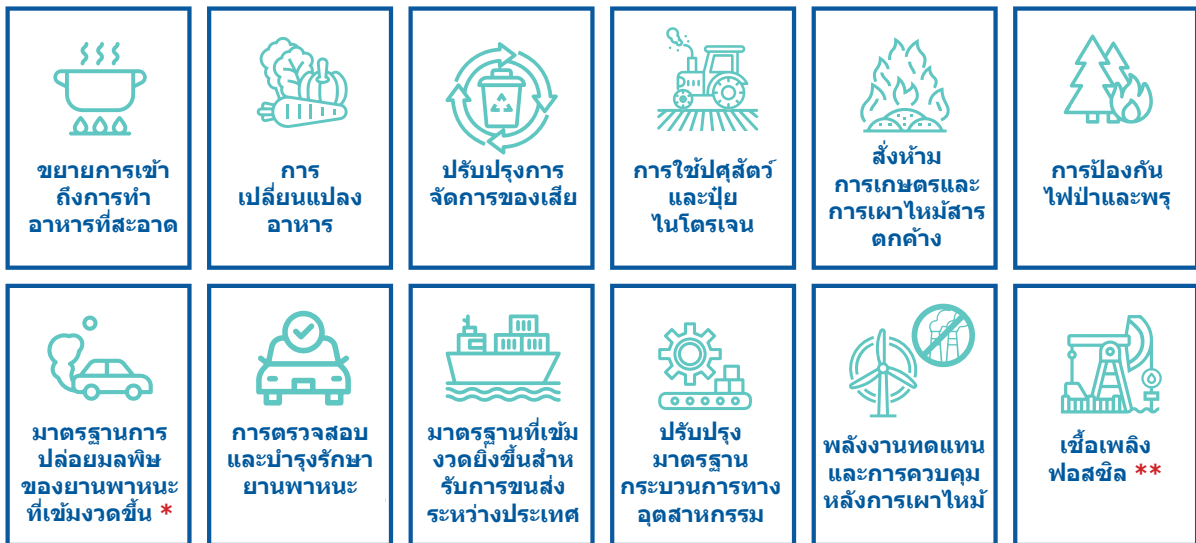 ขยายการเข้า
ถึงการทำ
อาหารที่สะอาด
การ
เปลี่ยนแปลง
อาหาร
ปรับปรุงการ
จัดการของเสีย
การใช้ปศุสัตว์
และปุ๋ย
ไนโตรเจน
สั่งห้าม
การเกษตรและ
การเผาไหม้สาร
ตกค้าง
การป้องกัน
ไฟป่าและพรุ
มาตรฐานการ
ปล่อยมลพิษ
ของยานพาหนะ
ที่เข้มงวดขึ้น *
การตรวจสอบ
และบำรุงรักษา
ยานพาหนะ
มาตรฐานที่เข้ม
งวดยิ่งขึ้นสำห
รับการขนส่ง
ระหว่างประเทศ
ปรับปรุง
มาตรฐาน
กระบวนการทาง
อุตสาหกรรม
พลังงานทดแทน
และการควบคุม
หลังการเผาไหม้
เชื้อเพลิง
ฟอสซิล **